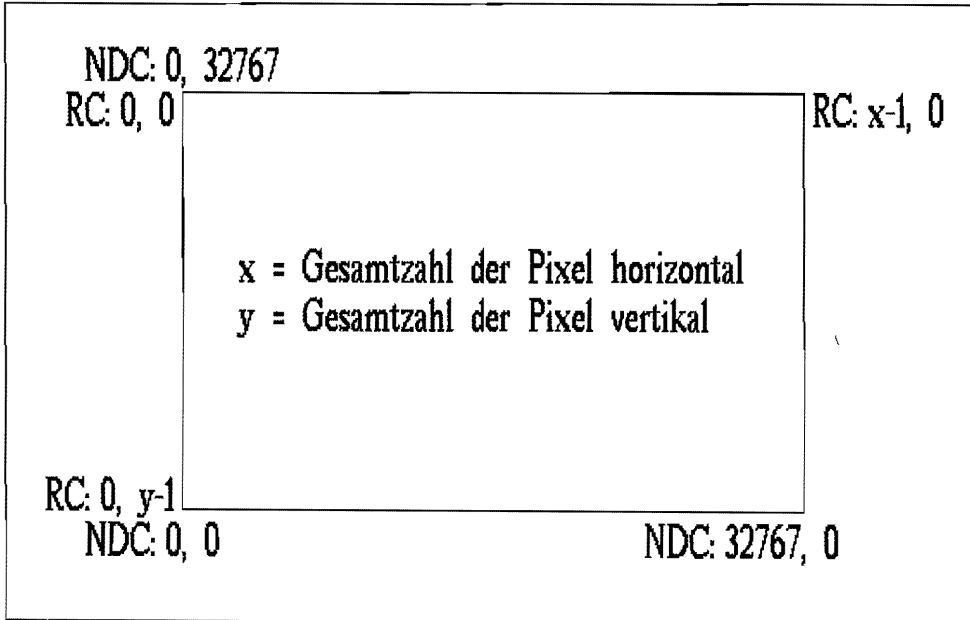 NDC: 0, 32767
RC: 0, 0
RC: x-1, 0
x = Gesamtzahl der Pixel horizontal
y = Gesamtzahl der Pixel vertikal
RC: 0, y-1
NDC: 0, 0
NDC: 32767, 0